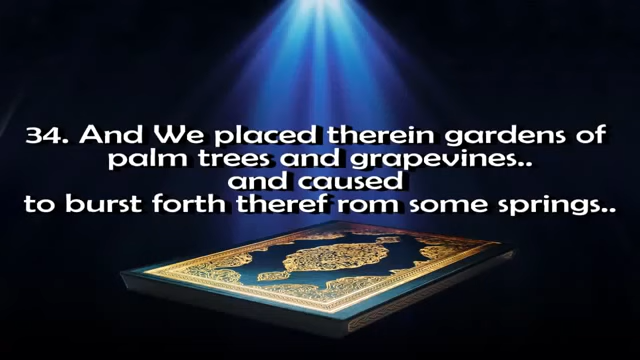 34. And We placed therein gardens of
palm trees and grapevines..
and caused
to burst forth theref rom some springs..